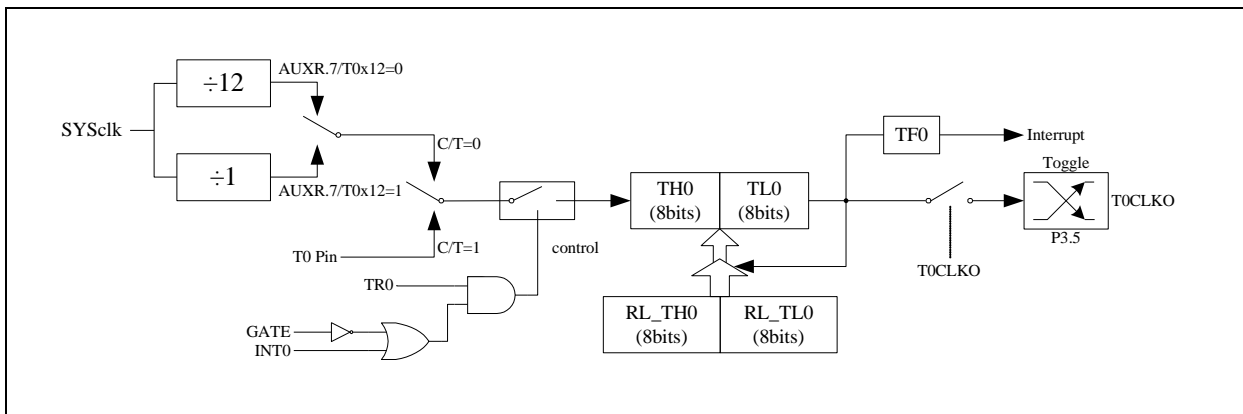 ÷12
AUXR.7/T0x12=0
SYSclk
÷1
AUXR.7/T0x12=1
C/T=0
C/T=1
T0 Pin
control
TR0
GATE
INT0
TH0
(8bits)
TL0
(8bits)
RL_TH0
(8bits)
RL_TL0
(8bits)
TF0
Interrupt
Toggle
T0CLKO
P3.5
T0CLKO